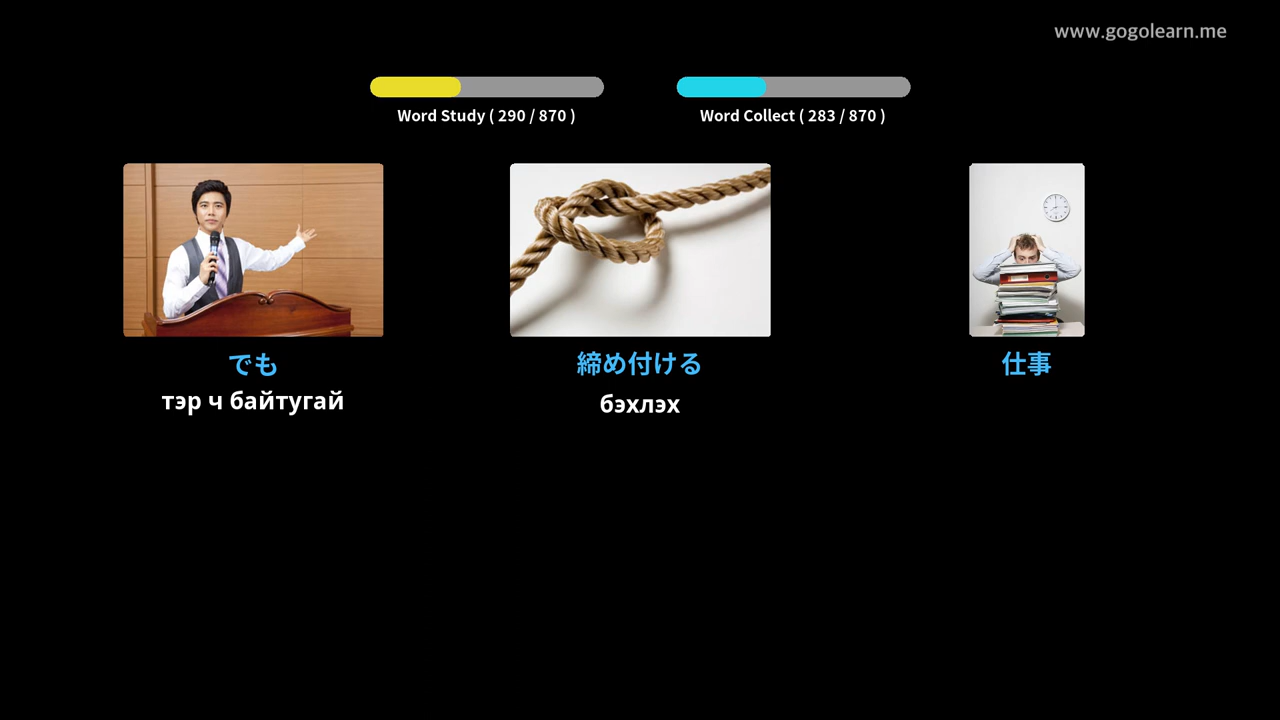 www.gogolearn.me
Word Study ( 290 / 870 )
Word Collect ( 283 / 870 )
でも
締め付ける
仕事
тэр ч байтугай
бэхлэх